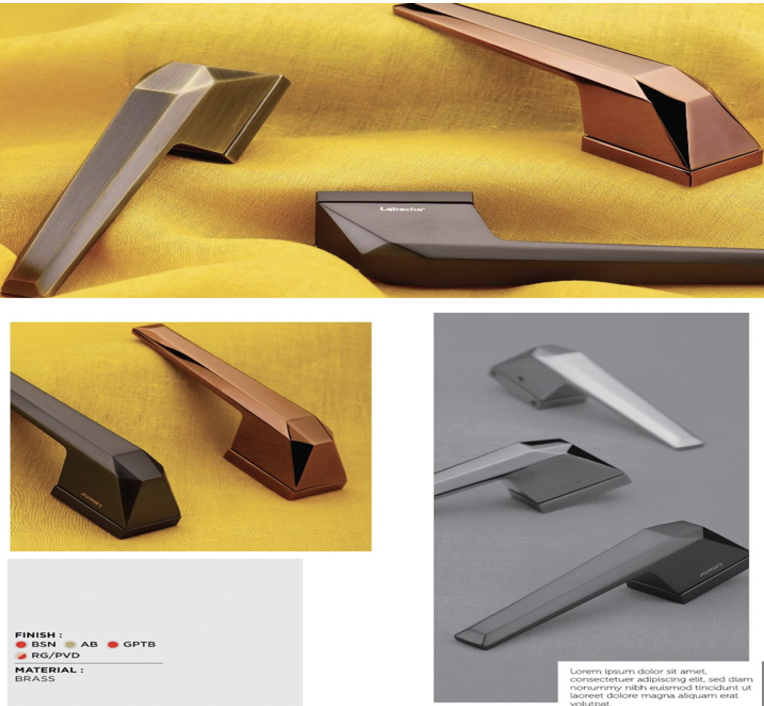 FINISH :
BSN AB GPTB
RG/PVD
MATERIAL :
BRASS
Lorem ipsum dolor sit amet,
consectetuer adipiscing elit, sed diam
nonummy nibh euismod tincidunt ut
laoreet dolore magna aliquam erat
volutpat.